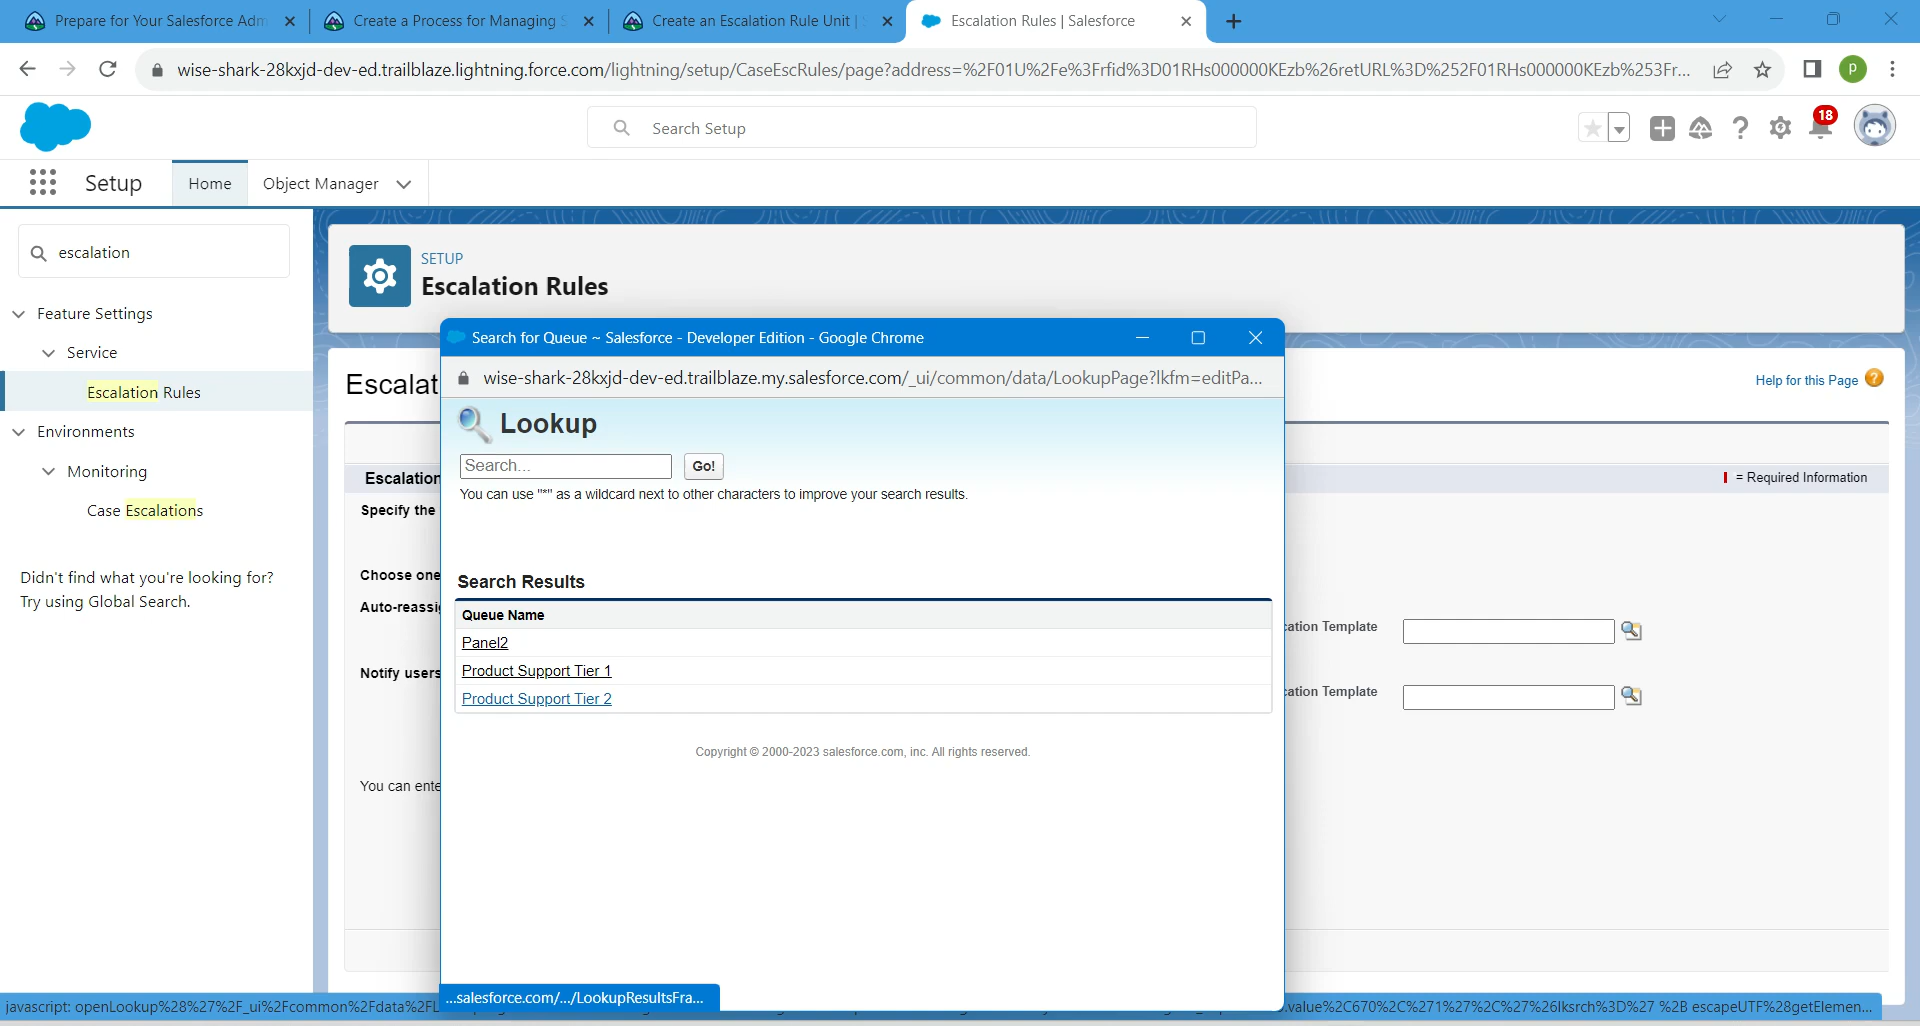 Prepare for Your Salesforce Adm
Create a Process for Managing S
Create an Escalation Rule Unit | S
Escalation Rules | Salesforce
wise-shark-28kxjd-dev-ed.trailblaze.lightning.force.com/lightning/setup/CaseEscRules/page?address=%2F01U%2Fe%3Frfid%3D01RHs000000KEzb%26retURL%3D%252F01RHs000000KEzb%253Fr...
P
Search Setup
18
Setup
Home
Object Manager
escalation
SETUP
Escalation Rules
Feature Settings
Service
Escalation Rules
Environments
Monitoring
Case Escalations
Didn't find what you're looking for?
Try using Global Search.
Search for Queue ~ Salesforce - Developer Edition - Google Chrome
wise-shark-28kxjd-dev-ed.trailblaze.my.salesforce.com/_ui/common/data/LookupPage?lkfm=editPa...
Escalat
Help for this Page
Lookup
Search...
Go!
You can use "*" as a wildcard next to other characters to improve your search results.
Escalation
= Required Information
Specify the
Choose one
Auto-reassig
Notify users
You can ente
Search Results
Queue Name
Panel2
Product Support Tier 1
Product Support Tier 2
cation Template
cation Template
Copyright © 2000-2023 salesforce.com, inc. All rights reserved.
...salesforce.com/.../LookupResultsFra...
javascript: openLookup%28%27%2F_ui%2Fcommon%2Fdata%2FL
.value%2C670%2C%271%27%2C%27%26lksrch%3D%27 %2B escapeUTF%28getElemen...